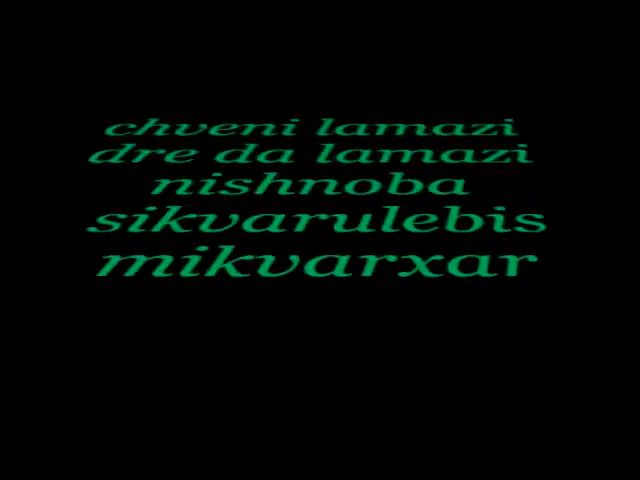 chveni lamazi
dre da lamazi
nishnoba
sikvarulebis
mikvarxar